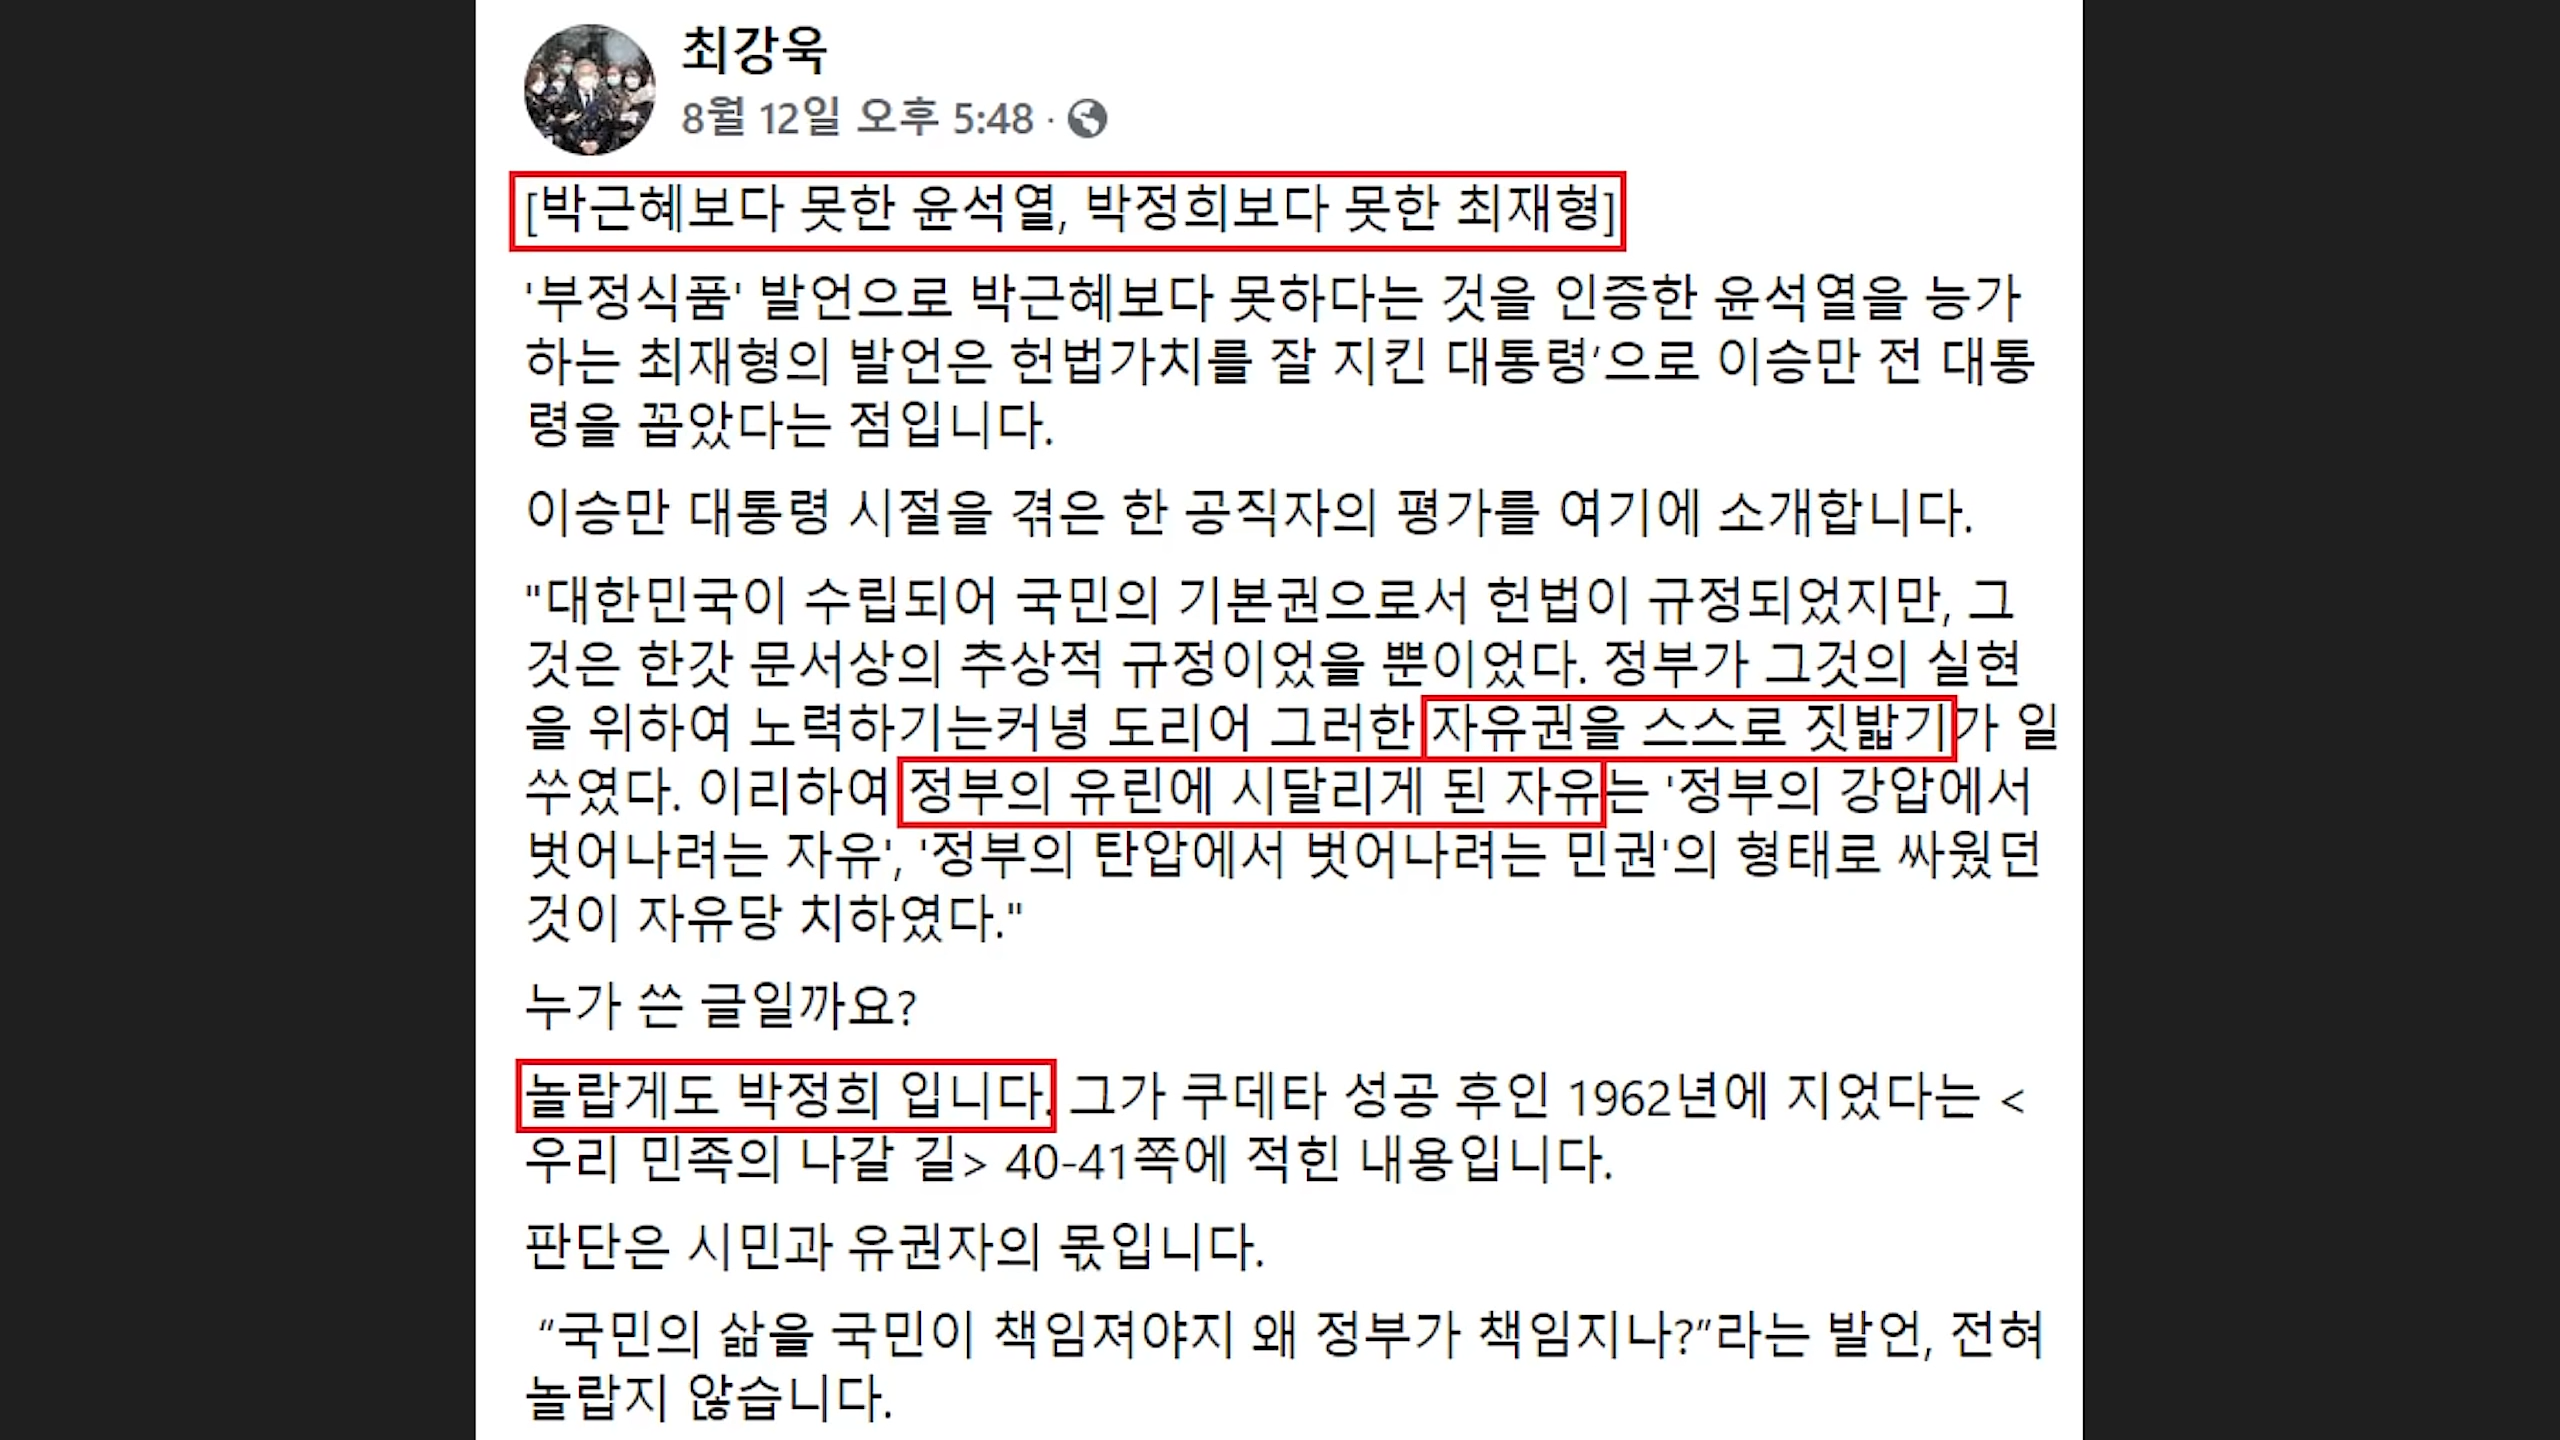 최강욱
8월 12일 오후 5:48 ·
[박근혜보다 못한 윤석열, 박정희보다 못한 최재형]
'부정식품' 발언으로 박근혜보다 못하다는 것을 인증한 윤석열을 능가
하는 최재형의 발언은 헌법가치를 잘 지킨 대통령’으로 이승만 전 대통
령을 꼽았다는 점입니다.
이승만 대통령 시절을 겪은 한 공직자의 평가를 여기에 소개합니다.
"대한민국이 수립되어 국민의 기본권으로서 헌법이 규정되었지만, 그
것은 한갓 문서상의 추상적 규정이었을 뿐이었다. 정부가 그것의 실현
을 위하여 노력하기는커녕 도리어 그러한 자유권을 스스로 짓밟기가 일
쑤였다. 이리하여 정부의 유린에 시달리게 된 자유는 '정부의 강압에서
벗어나려는 자유', '정부의 탄압에서 벗어나려는 민권'의 형태로 싸웠던
것이 자유당 치하였다."
누가 쓴 글일까요?
놀랍게도 박정희 입니다. 그가 쿠데타 성공 후인 1962년에 지었다는 <
우리 민족의 나갈 길> 40-41쪽에 적힌 내용입니다.
판단은 시민과 유권자의 몫입니다.
“국민의 삶을 국민이 책임져야지 왜 정부가 책임지나?”라는 발언, 전혀
놀랍지 않습니다.